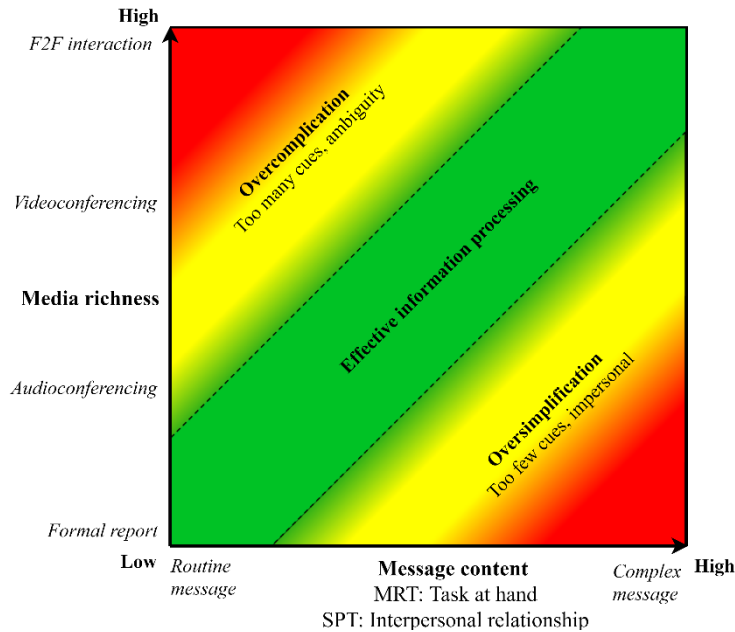 High
F2F interaction
Overcomplication
Too many cues, ambiguity
Videoconferencing
Effective information processing
Media richness
Audioconferencing
Oversimplification
Too few cues, impersonal
Formal report
Low
Routine
message
Message content
MRT: Task at hand
SPT: Interpersonal relationship
Complex
message
High